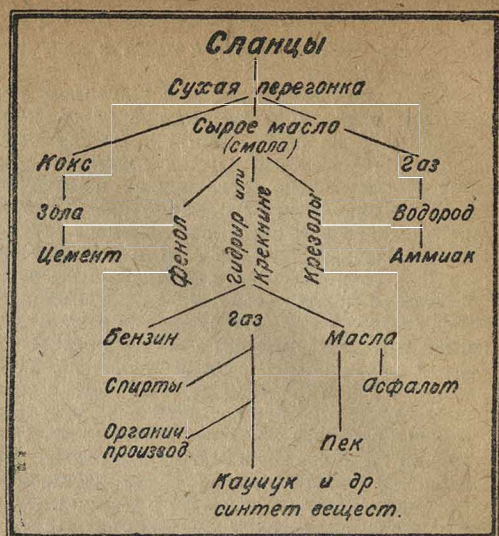 Сланцы
Сухая перегонка
Сырое масло
(смола)
Кокс
Газ
Зола
Водород
Цемент
Аммиак
Фенол
Гидрир или
Крекнинг
Крезолы
Бензин
Газ
Масла
Спирты
Асфальт
Органич.
производ.
Пек
Каучук и др.
синтет вещест.